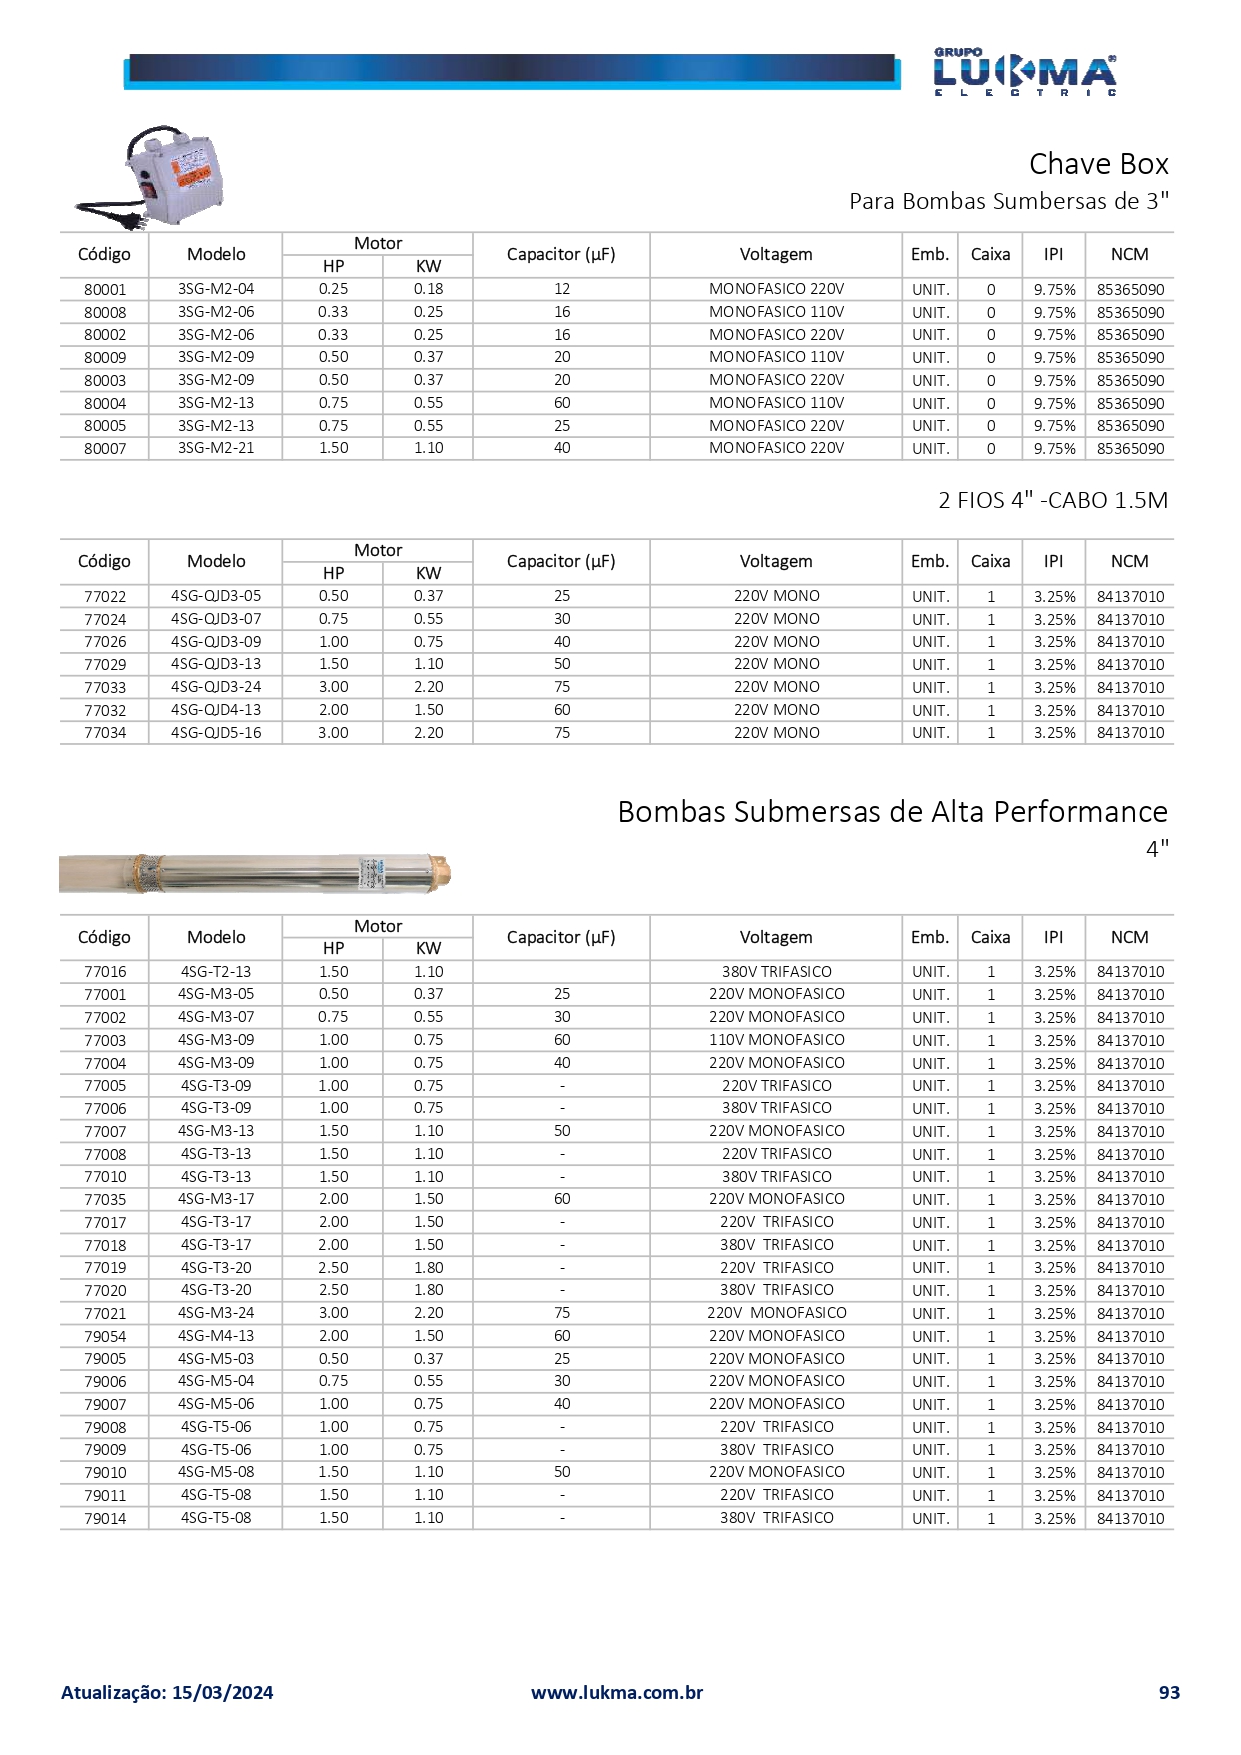 GRUPO
LUKMA
ELECTRIC
Chave Box
Para Bombas Sumbersas de 3"
Código Modelo Motor Capacitor (µF) Voltagem Emb. Caixa IPI NCM
HP KW
80001 3SG-M2-04 0.25 0.18 12 MONOFASICO 220V UNIT. 0 9.75% 85365090
80008 3SG-M2-06 0.33 0.25 16 MONOFASICO 110V UNIT. 0 9.75% 85365090
80002 3SG-M2-06 0.33 0.25 16 MONOFASICO 220V UNIT. 0 9.75% 85365090
80009 3SG-M2-09 0.50 0.37 20 MONOFASICO 110V UNIT. 0 9.75% 85365090
80003 3SG-M2-09 0.50 0.37 20 MONOFASICO 220V UNIT. 0 9.75% 85365090
80004 3SG-M2-13 0.75 0.55 60 MONOFASICO 110V UNIT. 0 9.75% 85365090
80005 3SG-M2-13 0.75 0.55 25 MONOFASICO 220V UNIT. 0 9.75% 85365090
80007 3SG-M2-21 1.50 1.10 40 MONOFASICO 220V UNIT. 0 9.75% 85365090
2 FIOS 4" -CABO 1.5M
Código Modelo Motor Capacitor (µF) Voltagem Emb. Caixa IPI NCM
HP KW
77022 4SG-QJD3-05 0.50 0.37 25 220V MONO UNIT. 1 3.25% 84137010
77024 4SG-QJD3-07 0.75 0.55 30 220V MONO UNIT. 1 3.25% 84137010
77026 4SG-QJD3-09 1.00 0.75 40 220V MONO UNIT. 1 3.25% 84137010
77029 4SG-QJD3-13 1.50 1.10 50 220V MONO UNIT. 1 3.25% 84137010
77033 4SG-QJD3-24 3.00 2.20 75 220V MONO UNIT. 1 3.25% 84137010
77032 4SG-QJD4-13 2.00 1.50 60 220V MONO UNIT. 1 3.25% 84137010
77034 4SG-QJD5-16 3.00 2.20 75 220V MONO UNIT. 1 3.25% 84137010
Bombas Submersas de Alta Performance
4"
Código Modelo Motor Capacitor (µF) Voltagem Emb. Caixa IPI NCM
HP KW
77016 4SG-T2-13 1.50 1.10 380V TRIFASICO UNIT. 1 3.25% 84137010
77001 4SG-M3-05 0.50 0.37 25 220V MONOFASICO UNIT. 1 3.25% 84137010
77002 4SG-M3-07 0.75 0.55 30 220V MONOFASICO UNIT. 1 3.25% 84137010
77003 4SG-M3-09 1.00 0.75 60 110V MONOFASICO UNIT. 1 3.25% 84137010
77004 4SG-M3-09 1.00 0.75 40 220V MONOFASICO UNIT. 1 3.25% 84137010
77005 4SG-T3-09 1.00 0.75 - 220V TRIFASICO UNIT. 1 3.25% 84137010
77006 4SG-T3-09 1.00 0.75 - 380V TRIFASICO UNIT. 1 3.25% 84137010
77007 4SG-M3-13 1.50 1.10 50 220V MONOFASICO UNIT. 1 3.25% 84137010
77008 4SG-T3-13 1.50 1.10 - 220V TRIFASICO UNIT. 1 3.25% 84137010
77010 4SG-T3-13 1.50 1.10 - 380V TRIFASICO UNIT. 1 3.25% 84137010
77035 4SG-M3-17 2.00 1.50 60 220V MONOFASICO UNIT. 1 3.25% 84137010
77017 4SG-T3-17 2.00 1.50 - 220V TRIFASICO UNIT. 1 3.25% 84137010
77018 4SG-T3-17 2.00 1.50 - 380V TRIFASICO UNIT. 1 3.25% 84137010
77019 4SG-T3-20 2.50 1.80 - 220V TRIFASICO UNIT. 1 3.25% 84137010
77020 4SG-T3-20 2.50 1.80 - 380V TRIFASICO UNIT. 1 3.25% 84137010
77021 4SG-M3-24 3.00 2.20 75 220V MONOFASICO UNIT. 1 3.25% 84137010
79054 4SG-M4-13 2.00 1.50 60 220V MONOFASICO UNIT. 1 3.25% 84137010
79005 4SG-M5-03 0.50 0.37 25 220V MONOFASICO UNIT. 1 3.25% 84137010
79006 4SG-M5-04 0.75 0.55 30 220V MONOFASICO UNIT. 1 3.25% 84137010
79007 4SG-M5-06 1.00 0.75 40 220V MONOFASICO UNIT. 1 3.25% 84137010
79008 4SG-T5-06 1.00 0.75 - 220V TRIFASICO UNIT. 1 3.25% 84137010
79009 4SG-T5-06 1.00 0.75 - 380V TRIFASICO UNIT. 1 3.25% 84137010
79010 4SG-M5-08 1.50 1.10 50 220V MONOFASICO UNIT. 1 3.25% 84137010
79011 4SG-T5-08 1.50 1.10 - 220V TRIFASICO UNIT. 1 3.25% 84137010
79014 4SG-T5-08 1.50 1.10 - 380V TRIFASICO UNIT. 1 3.25% 84137010
Atualização: 15/03/2024 www.lukma.com.br 93